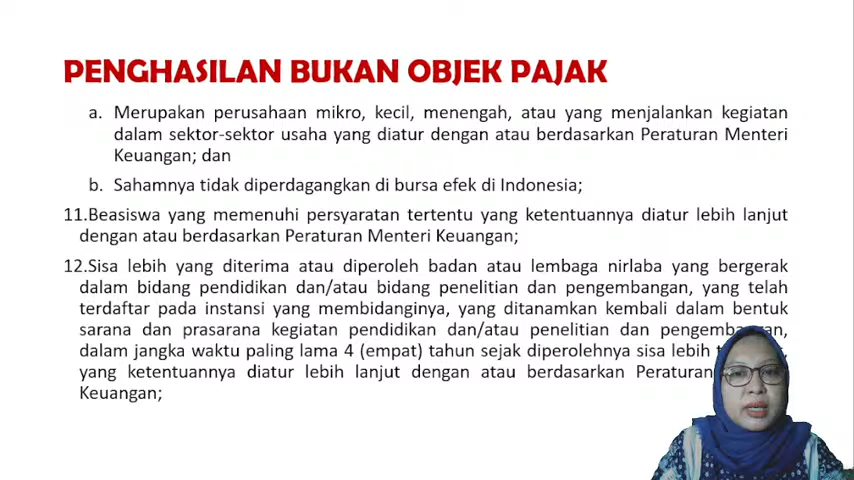 PENGHASILAN BUKAN OBJEK PAJAK
a. Merupakan perusahaan mikro, kecil, menengah, atau yang menjalankan kegiatan
dalam sektor-sektor usaha yang diatur dengan atau berdasarkan Peraturan Menteri
Keuangan; dan
b. Sahamnya tidak diperdagangkan di bursa efek di Indonesia;
11.Beasiswa yang memenuhi persyaratan tertentu yang ketentuannya diatur lebih lanjut
dengan atau berdasarkan Peraturan Menteri Keuangan;
12.Sisa lebih yang diterima atau diperoleh badan atau lembaga nirlaba yang bergerak
dalam bidang pendidikan dan/atau bidang penelitian dan pengembangan, yang telah
terdaftar pada instansi yang membidanginya, yang ditanamkan kembali dalam bentuk
sarana dan prasarana kegiatan pendidikan dan/atau penelitian dan pengembangan,
dalam jangka waktu paling lama 4 (empat) tahun sejak diperolehnya sisa lebih
yang ketentuannya diatur lebih lanjut dengan atau berdasarkan Peraturan
Keuangan;